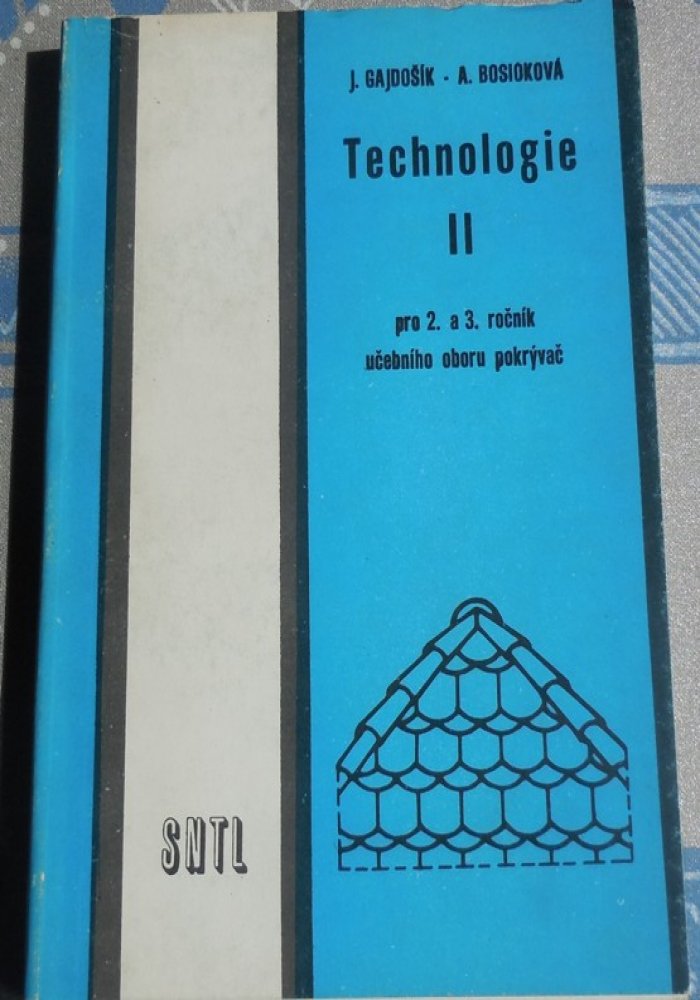 J. GAJDOŠÍK - A. BOSIOKOVÁ
Technologie
II
pro 2. a 3. ročník
učebního oboru pokrývač
SNTL